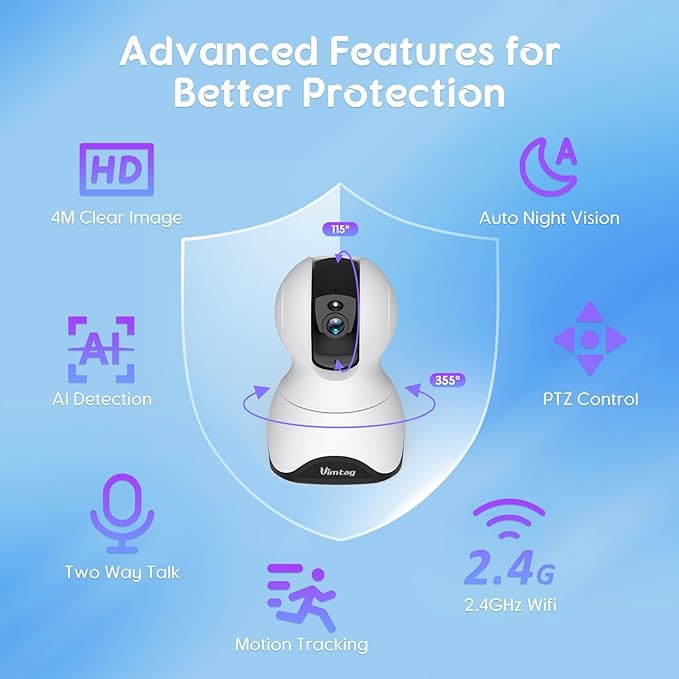 Advanced Features for
Better Protection
HD
4M Clear Image
A
Auto Night Vision
115°
AI
AI Detection
355°
PTZ Control
Vimtag
Two Way Talk
2.4G
2.4GHz Wifi
Motion Tracking